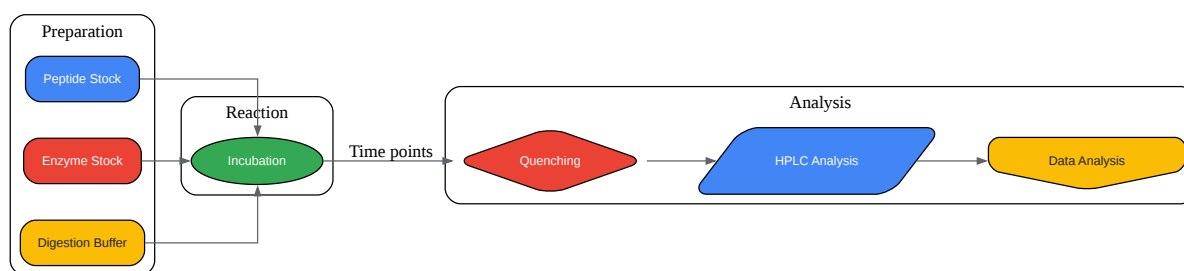 Preparation
Peptide Stock
Enzyme Stock
Digestion Buffer
Reaction
Incubation
Time points
Analysis
Quenching
HPLC Analysis
Data Analysis